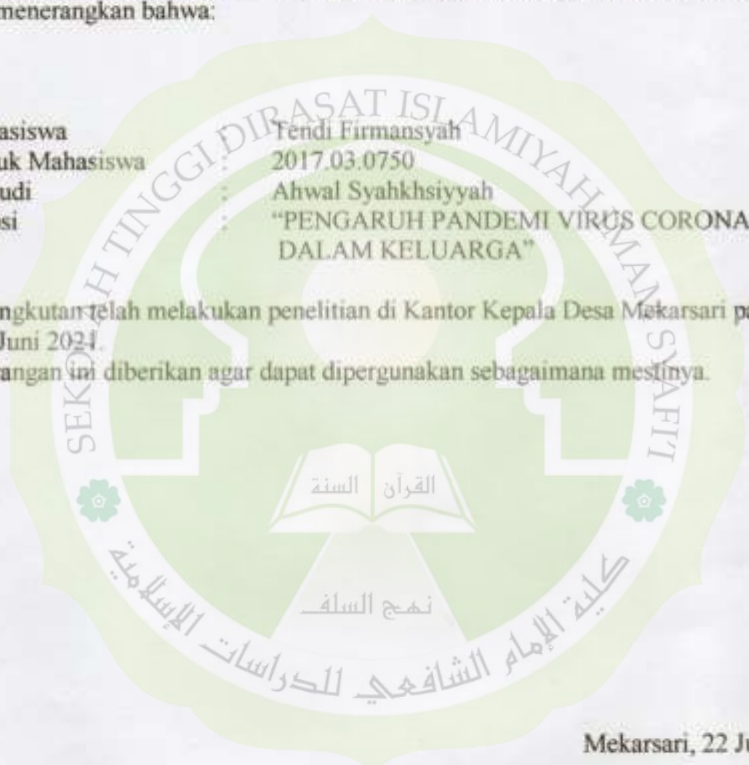 menerangkan bahwa:
asiswa : Tendi Firmansyah
uk Mahasiswa : 2017.03.0750
udi : Ahwal Syahkhsiyyah
si : "PENGARUH PANDEMI VIRUS CORONA
DALAM KELUARGA"
ngkutan telah melakukan penelitian di Kantor Kepala Desa Mekarsari pa
Juni 2021.
angan ini diberikan agar dapat dipergunakan sebagaimana mestinya.
SEKOLAH TINGGI DIRASAT ISLAMIYAH IMAM SYAFI'I
القرآن السنة
نهج السلف
كلية الإمام الشافعي للدراسات الإسلامية
Mekarsari, 22 Ju